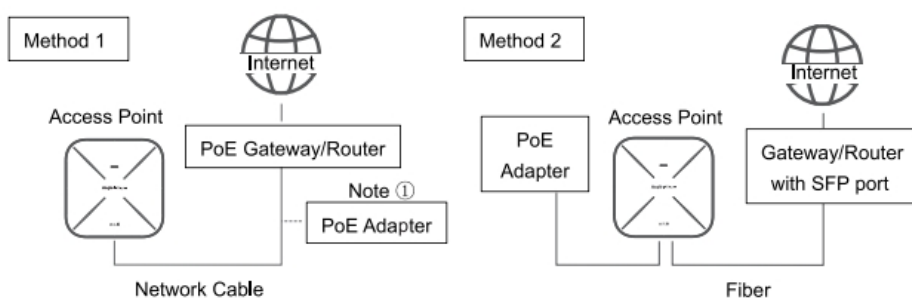 Method 1
Internet
Access Point
PoE Gateway/Router
Note ①
PoE Adapter
Network Cable
Method 2
Internet
Access Point
PoE
Adapter
Gateway/Router
with SFP port
Fiber